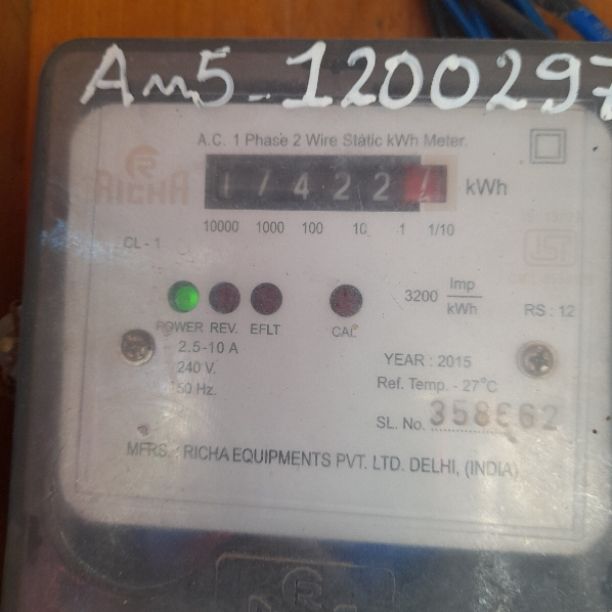 Am5-1200297
A.C. 1 Phase 2 Wire Static kWh Meter.
RICHA
17422 kWh
10000 1000 100 10 1 1/10
CL-1
3200 Imp/kWh
RS : 12
POWER REV. EFLT CAL
2.5-10 A
240 V.
50 Hz.
YEAR : 2015
Ref. Temp. - 27°C
SL. No.
MFRS. : RICHA EQUIPMENTS PVT. LTD. DELHI, (INDIA)